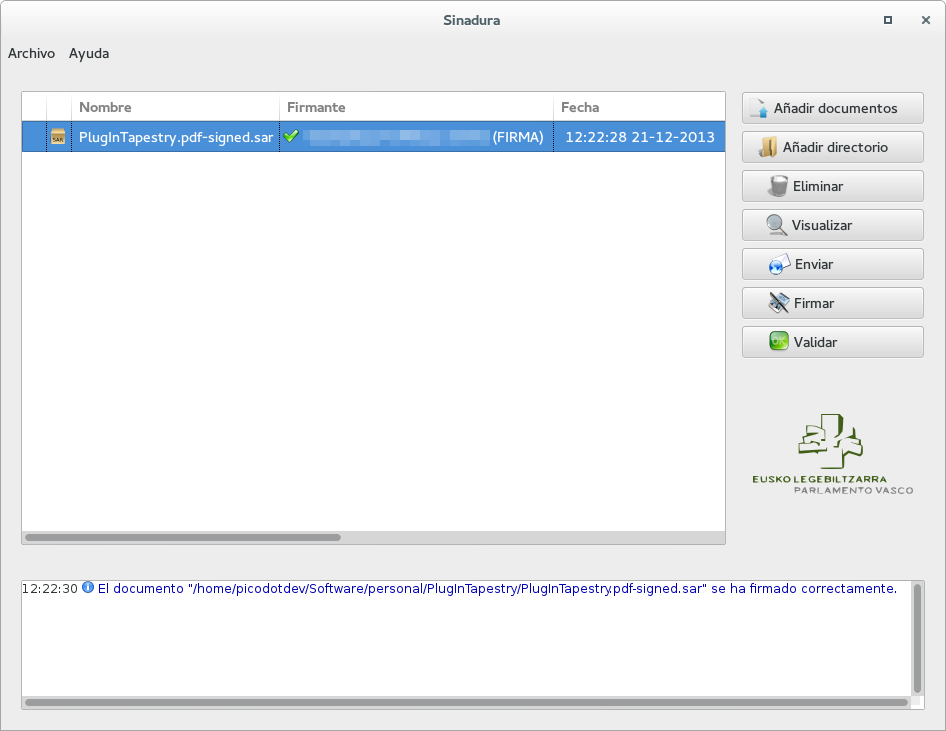 Sinadura
Archivo Ayuda
Nombre Firmante Fecha
SAR PlugInTapestry.pdf-signed.sar (FIRMA) 12:22:28 21-12-2013
Añadir documentos
Añadir directorio
Eliminar
Visualizar
Enviar
Firmar
OK Validar
EUSKO LEGEBILTZARRA
PARLAMENTO VASCO
12:22:30 El documento "/home/picodotdev/Software/personal/PlugInTapestry/PlugInTapestry.pdf-signed.sar" se ha firmado correctamente.